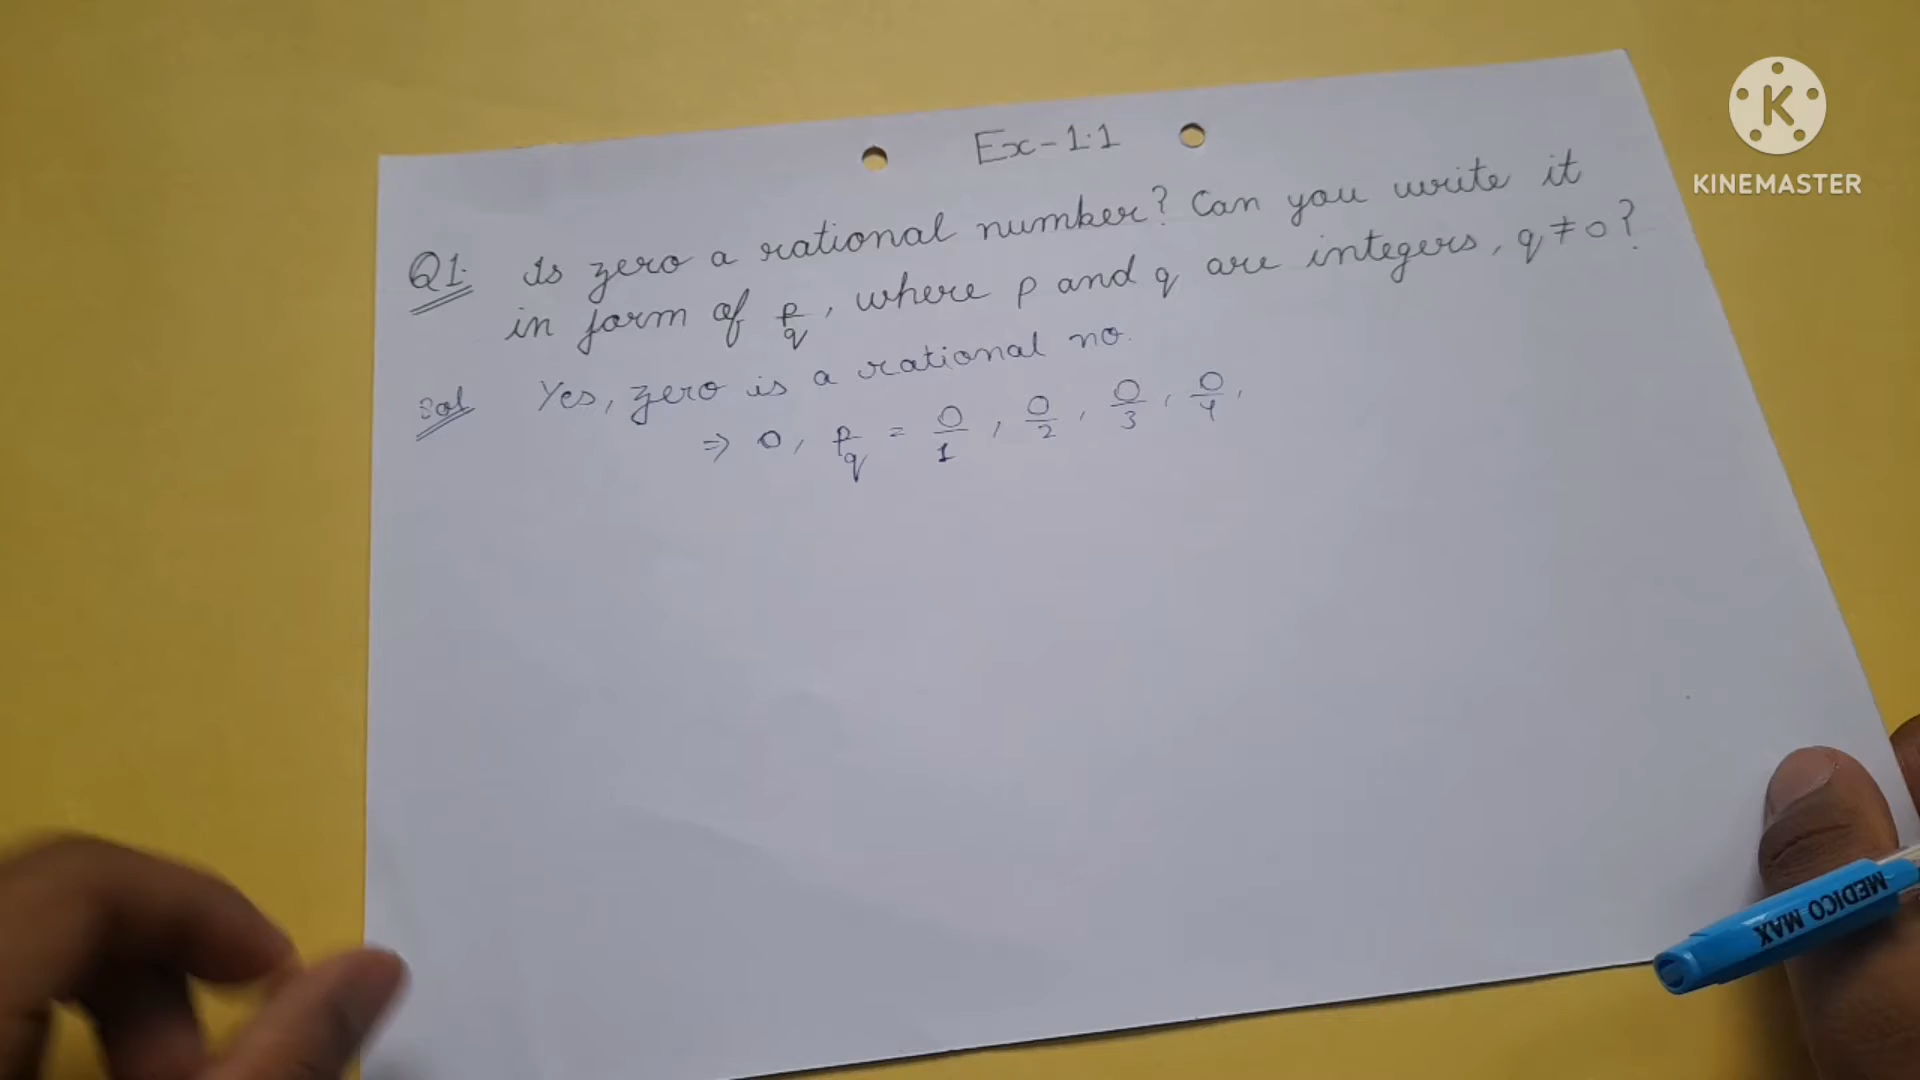 Ex-1.1
Q1. Is zero a rational number? Can you write it
in form of p/q, where p and q are integers, q ≠ 0?
Sol Yes, zero is a rational no.
⇒ 0, p/q = 0/1, 0/2, 0/3, 0/4,
K
KINEMASTER
MEDICO MAX